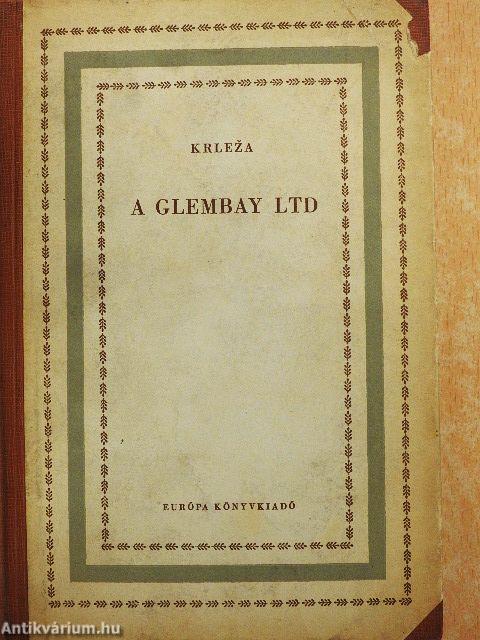 KRLEŽA
A GLEMBAY LTD
EURÓPA KÖNYVKIADÓ
Antikvárium.hu